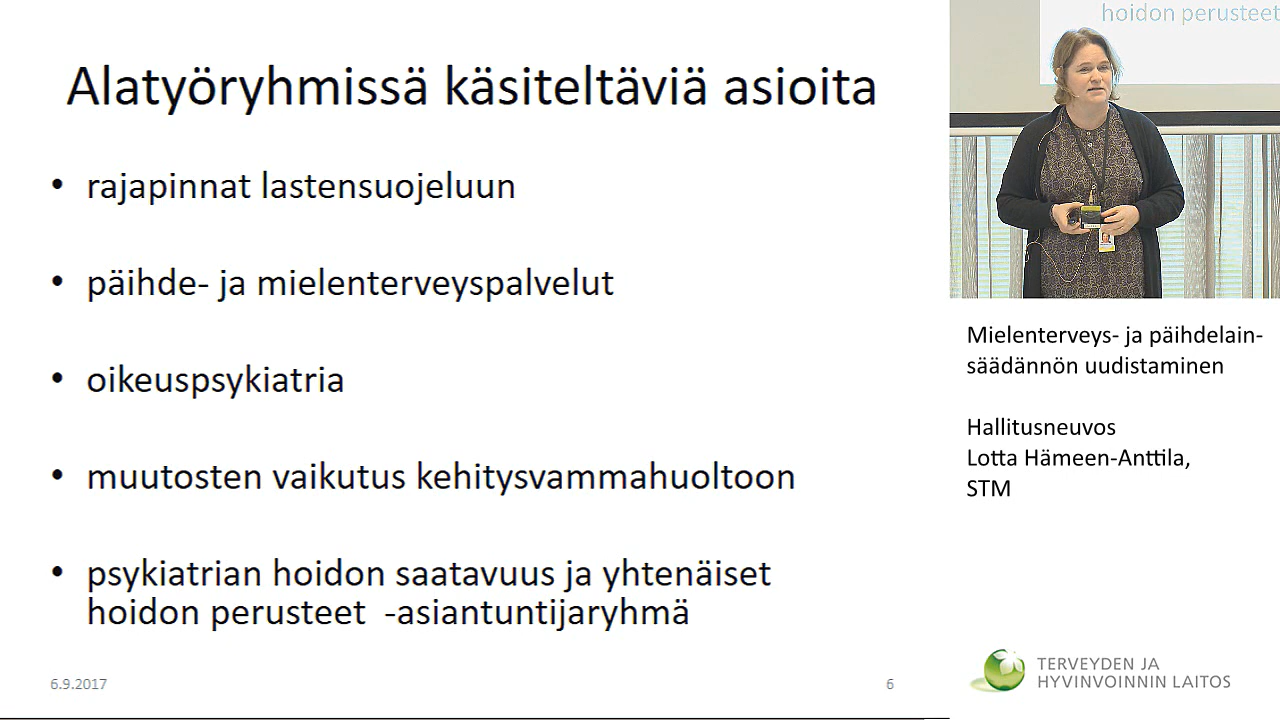 Alatyöryhmissä käsiteltäviä asioita
• rajapinnat lastensuojeluun
• päihde- ja mielenterveyspalvelut
• oikeuspsykiatria
• muutosten vaikutus kehitysvammahuoltoon
• psykiatrian hoidon saatavuus ja yhtenäiset
hoidon perusteet -asiantuntijaryhmä
6.9.2017
6
hoidon perusteet
Mielenterveys- ja päihdelain-
säädännön uudistaminen
Hallitusneuvos
Lotta Hämeen-Anttila,
STM
TERVEYDEN JA
HYVINVOINNIN LAITOS